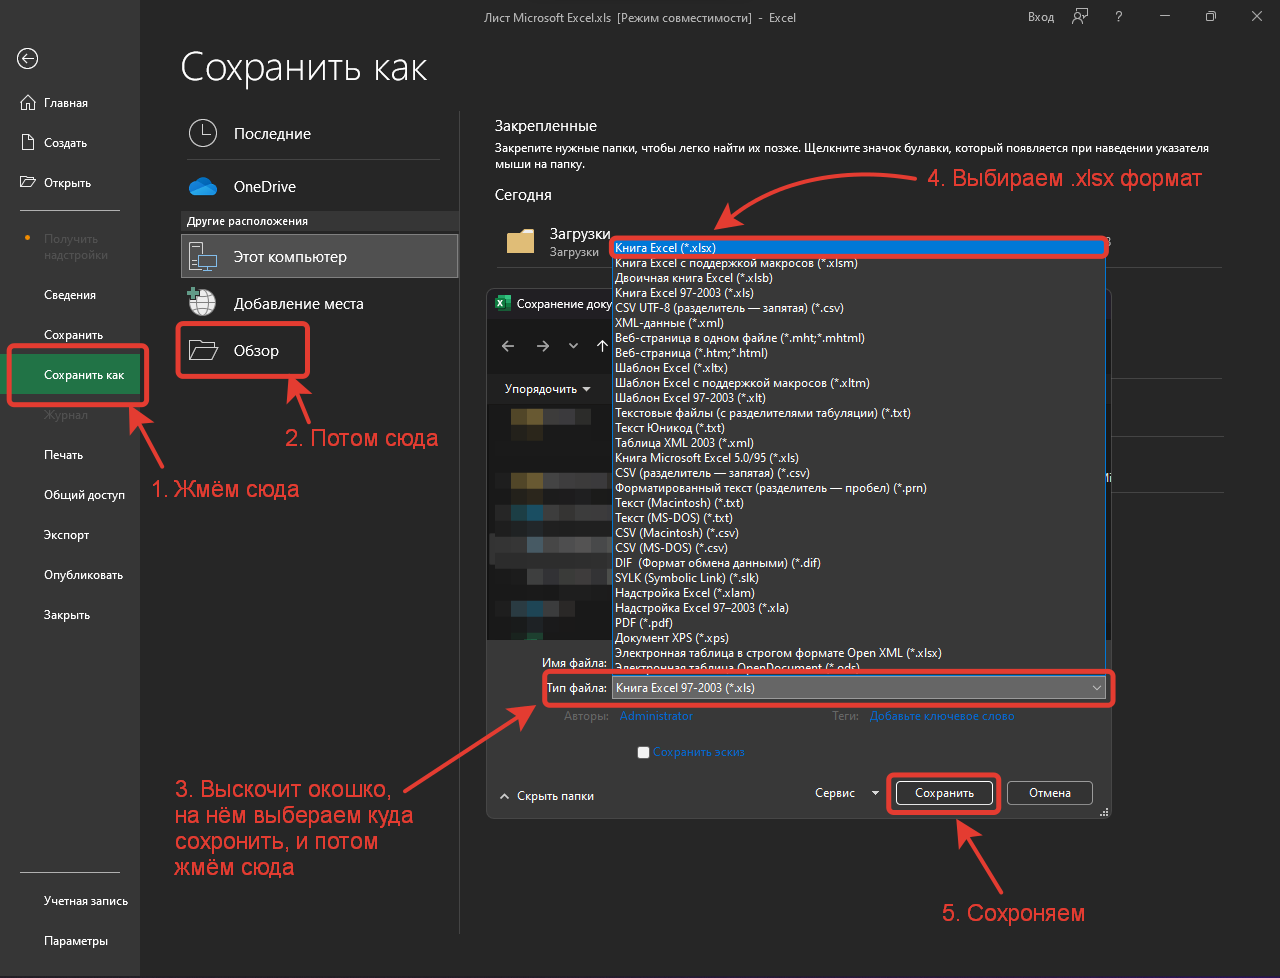 Лист Microsoft Excel.xls [Режим совместимости] - Excel
Вход
?
Сохранить как
Главная
Создать
Открыть
Получить
надстройки
Сведения
Сохранить
Сохранить как
Журнал
Печать
Общий доступ
Экспорт
Опубликовать
Закрыть
Учетная запись
Параметры
Последние
OneDrive
Другие расположения
Этот компьютер
Добавление места
Обзор
1. Жмём сюда
2. Потом сюда
Закрепленные
Закрепите нужные папки, чтобы легко найти их позже. Щелкните значок булавки, который появляется при наведении указателя
мыши на папку.
4. Выбираем .xlsx формат
Сегодня
Загрузки
Загрузки
Сохранение доку
Упорядочить
Книга Excel (*.xlsx)
Книга Excel с поддержкой макросов (*.xlsm)
Двоичная книга Excel (*.xlsb)
Книга Excel 97-2003 (*.xls)
CSV UTF-8 (разделитель — запятая) (*.csv)
XML-данные (*.xml)
Веб-страница в одном файле (*.mht;*.mhtml)
Веб-страница (*.htm;*.html)
Шаблон Excel (*.xltx)
Шаблон Excel с поддержкой макросов (*.xltm)
Шаблон Excel 97-2003 (*.xlt)
Текстовые файлы (с разделителями табуляции) (*.txt)
Текст Юникод (*.txt)
Таблица XML 2003 (*.xml)
Книга Microsoft Excel 5.0/95 (*.xls)
CSV (разделитель — запятая) (*.csv)
Форматированный текст (разделитель — пробел) (*.prn)
Текст (Macintosh) (*.txt)
Текст (MS-DOS) (*.txt)
CSV (Macintosh) (*.csv)
CSV (MS-DOS) (*.csv)
DIF (Формат обмена данными) (*.dif)
SYLK (Symbolic Link) (*.slk)
Надстройка Excel (*.xlam)
Надстройка Excel 97–2003 (*.xla)
PDF (*.pdf)
Документ XPS (*.xps)
Электронная таблица в строгом формате Open XML (*.xlsx)
Электронная таблица OpenDocument (*.ods)
Имя файла:
Тип файла: Книга Excel 97-2003 (*.xls)
Авторы: Administrator Теги: Добавьте ключевое слово
Сохранить эскиз
Скрыть папки
Сервис
Сохранить
Отмена
3. Выскочит окошко,
на нём выбераем куда
сохронить, и потом
жмём сюда
5. Сохроняем